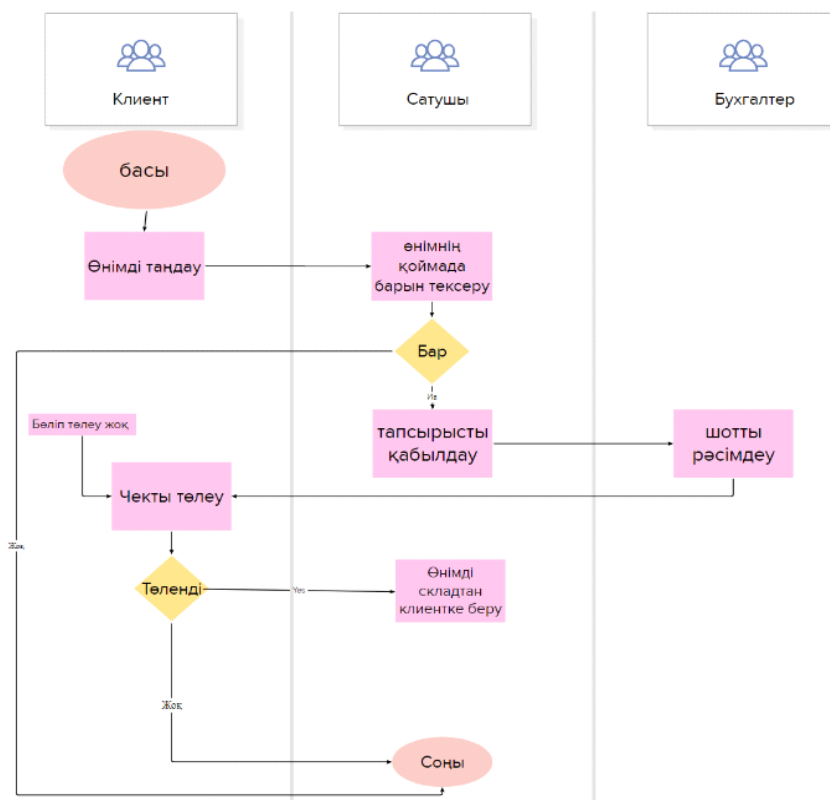 Клиент
Сатушы
Бухгалтер
басы
Өнімді таңдау
өнімнің
қоймада
барын тексеру
Бар
Ия
Бөліп төлеу жоқ
тапсырысты
қабылдау
шотты
рәсімдеу
Чекты төлеу
Жоқ
Төленді
Yes
Өнімді
складтан
клиентке беру
Жоқ
Соңы